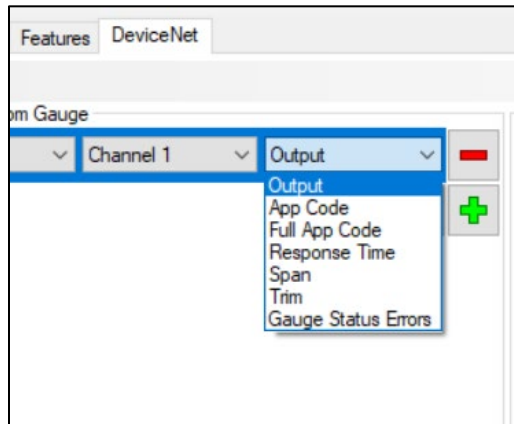 Features DeviceNet
om Gauge
Channel 1 Output
Output
App Code
Full App Code
Response Time
Span
Trim
Gauge Status Errors